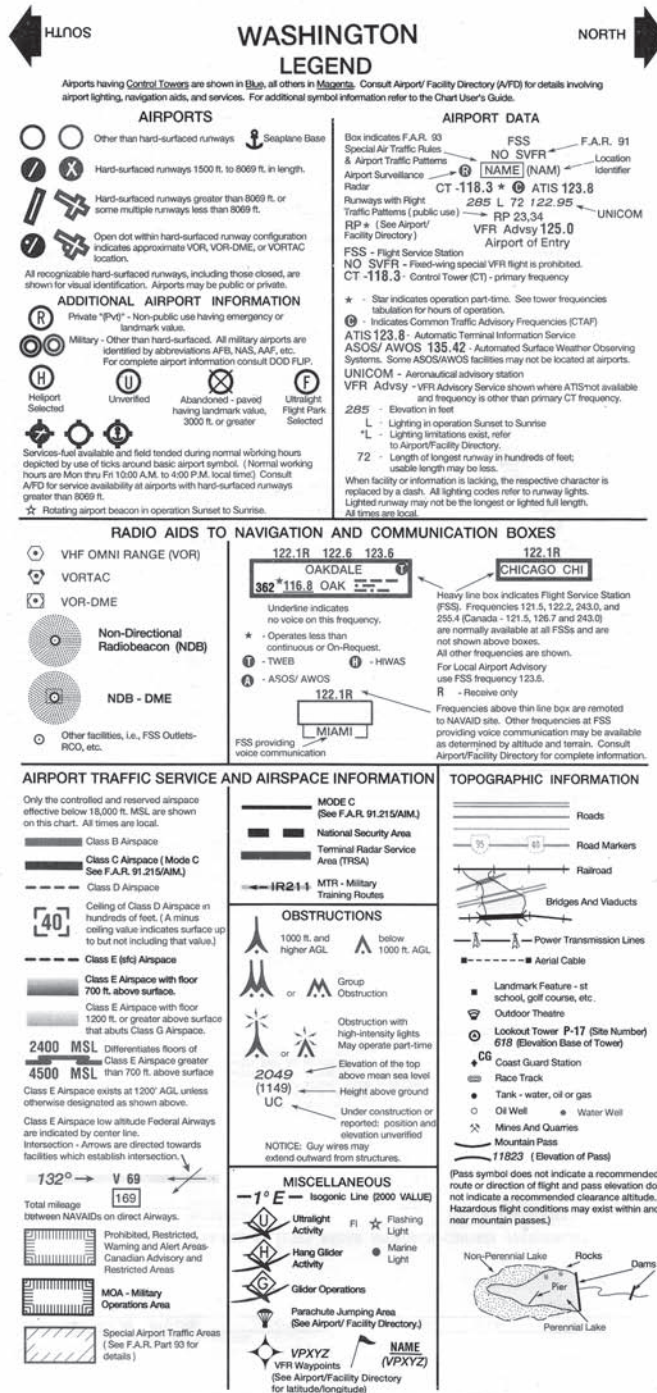 SOUTH
WASHINGTON
NORTH
LEGEND
Airports having Control Towers are shown in Blue, all others in Magenta. Consult Airport/ Facility Directory (A/FD) for details involving
airport lighting, navigation aids, and services. For additional symbol information refer to the Chart User's Guide.
AIRPORTS
Other than hard-surfaced runways
Seaplane Base
Hard-surfaced runways 1500 ft. to 8069 ft. in length.
Hard-surfaced runways greater than 8069 ft. or
some multiple runways less than 8069 ft.
Open dot within hard-surfaced runway configuration
indicates approximate VOR, VOR-DME, or VORTAC
location.
All recognizable hard-surfaced runways, including those closed, are
shown for visual identification. Airports may be public or private.
ADDITIONAL AIRPORT INFORMATION
R
Private "(Pvt)" - Non-public use having emergency or
landmark value.
Military - Other than hard-surfaced. All military airports are
identified by abbreviations AFB, NAS, AAF, etc.
For complete airport information consult DOD FLIP.
H
Heliport
Selected
U
Unverified
Abandoned - paved
having landmark value,
3000 ft. or greater
F
Ultralight
Flight Park
Selected
Services-fuel available and field tended during normal working hours
depicted by use of ticks around basic airport symbol. (Normal working
hours are Mon thru Fri 10:00 A.M. to 4:00 P.M. local time.) Consult
A/FD for service availability at airports with hard-surfaced runways
greater than 8069 ft.
☆ Rotating airport beacon in operation Sunset to Sunrise.
AIRPORT DATA
Box indicates F.A.R. 93
Special Air Traffic Rules
& Airport Traffic Patterns
Airport Surveillance
Radar
Runways with Right
Traffic Patterns (public use)
RP* (See Airport/
Facility Directory)
FSS
NO SVFR
F.A.R. 91
R NAME (NAM)
Location
Identifier
CT -118.3 * C ATIS 123.8
285 L 72 122.95
UNICOM
RP 23,34
VFR Advsy 125.0
Airport of Entry
FSS - Flight Service Station
NO SVFR - Fixed-wing special VFR flight is prohibited.
CT -118.3 - Control Tower (CT) - primary frequency
* - Star indicates operation part-time. See tower frequencies
tabulation for hours of operation.
C - Indicates Common Traffic Advisory Frequencies (CTAF)
ATIS 123.8 - Automatic Terminal Information Service
ASOS/ AWOS 135.42 - Automated Surface Weather Observing
Systems. Some ASOS/AWOS facilities may not be located at airports.
UNICOM - Aeronautical advisory station
VFR Advsy - VFR Advisory Service shown where ATIS not available
and frequency is other than primary CT frequency.
285 - Elevation in feet
L - Lighting in operation Sunset to Sunrise
*L - Lighting limitations exist, refer
to Airport/Facility Directory.
72 - Length of longest runway in hundreds of feet;
usable length may be less.
When facility or information is lacking, the respective character is
replaced by a dash. All lighting codes refer to runway lights.
Lighted runway may not be the longest or lighted full length.
All times are local.
RADIO AIDS TO NAVIGATION AND COMMUNICATION BOXES
VHF OMNI RANGE (VOR)
VORTAC
VOR-DME
Non-Directional
Radiobeacon (NDB)
NDB - DME
Other facilities, i.e., FSS Outlets-
RCO, etc.
122.1R 122.6 123.6
OAKDALE
T
362 *116.8 OAK
Underline indicates
no voice on this frequency.
* - Operates less than
continuous or On-Request.
T - TWEB
H - HIWAS
A - ASOS/ AWOS
122.1R
MIAMI
FSS providing
voice communication
122.1R
CHICAGO CHI
Heavy line box indicates Flight Service Station
(FSS). Frequencies 121.5, 122.2, 243.0, and
255.4 (Canada - 121.5, 126.7 and 243.0)
are normally available at all FSSs and are
not shown above boxes.
All other frequencies are shown.
For Local Airport Advisory
use FSS frequency 123.6.
R - Receive only
Frequencies above thin line box are remoted
to NAVAID site. Other frequencies at FSS
providing voice communication may be available
as determined by altitude and terrain. Consult
Airport/Facility Directory for complete information.
AIRPORT TRAFFIC SERVICE AND AIRSPACE INFORMATION
Only the controlled and reserved airspace
effective below 18,000 ft. MSL are shown
on this chart. All times are local.
Class B Airspace
Class C Airspace (Mode C
See F.A.R. 91.215/AIM.)
Class D Airspace
40
Ceiling of Class D Airspace in
hundreds of feet. (A minus
ceiling value indicates surface up
to but not including that value.)
Class E (sfc) Airspace
Class E Airspace with floor
700 ft. above surface.
Class E Airspace with floor
1200 ft. or greater above surface
that abuts Class G Airspace.
2400 MSL
4500 MSL
Differentiates floors of
Class E Airspace greater
than 700 ft. above surface
Class E Airspace exists at 1200' AGL unless
otherwise designated as shown above.
Class E Airspace low altitude Federal Airways
are indicated by center line.
Intersection - Arrows are directed towards
facilities which establish intersection.
132°→ V 69
169
Total mileage
between NAVAIDs on direct Airways.
Prohibited, Restricted,
Warning and Alert Areas-
Canadian Advisory and
Restricted Areas
MOA - Military
Operations Area
Special Airport Traffic Areas
(See F.A.R. Part 93 for
details)
MODE C
(See F.A.R. 91.215/AIM.)
National Security Area
Terminal Radar Service
Area (TRSA)
IR211
MTR - Military
Training Routes
OBSTRUCTIONS
1000 ft. and
higher AGL
below
1000 ft. AGL
or
Group
Obstruction
or
Obstruction with
high-intensity lights
May operate part-time
2049
(1149)
UC
Elevation of the top
above mean sea level
Height above ground
Under construction or
reported: position and
elevation unverified
NOTICE: Guy wires may
extend outward from structures.
MISCELLANEOUS
1° E
Isogonic Line (2000 VALUE)
U
Ultralight
Activity
Fl
Flashing
Light
H
Hang Glider
Activity
Marine
Light
G
Glider Operations
Parachute Jumping Area
(See Airport/ Facility Directory.)
VPXYZ
NAME
(VPXYZ)
VFR Waypoints
(See Airport/Facility Directory
for latitude/longitude)
TOPOGRAPHIC INFORMATION
Roads
95
40
Road Markers
Railroad
Bridges And Viaducts
Power Transmission Lines
Aerial Cable
Landmark Feature - st
school, golf course, etc.
Outdoor Theatre
Lookout Tower P-17 (Site Number)
618 (Elevation Base of Tower)
CG
Coast Guard Station
Race Track
Tank - water, oil or gas
Oil Well
Water Well
Mines And Quarries
Mountain Pass
11823 (Elevation of Pass)
(Pass symbol does not indicate a recommended
route or direction of flight and pass elevation do
not indicate a recommended clearance altitude.
Hazardous flight conditions may exist within and
near mountain passes.)
Non-Perennial Lake
Rocks
Dams
Pier
Perennial Lake